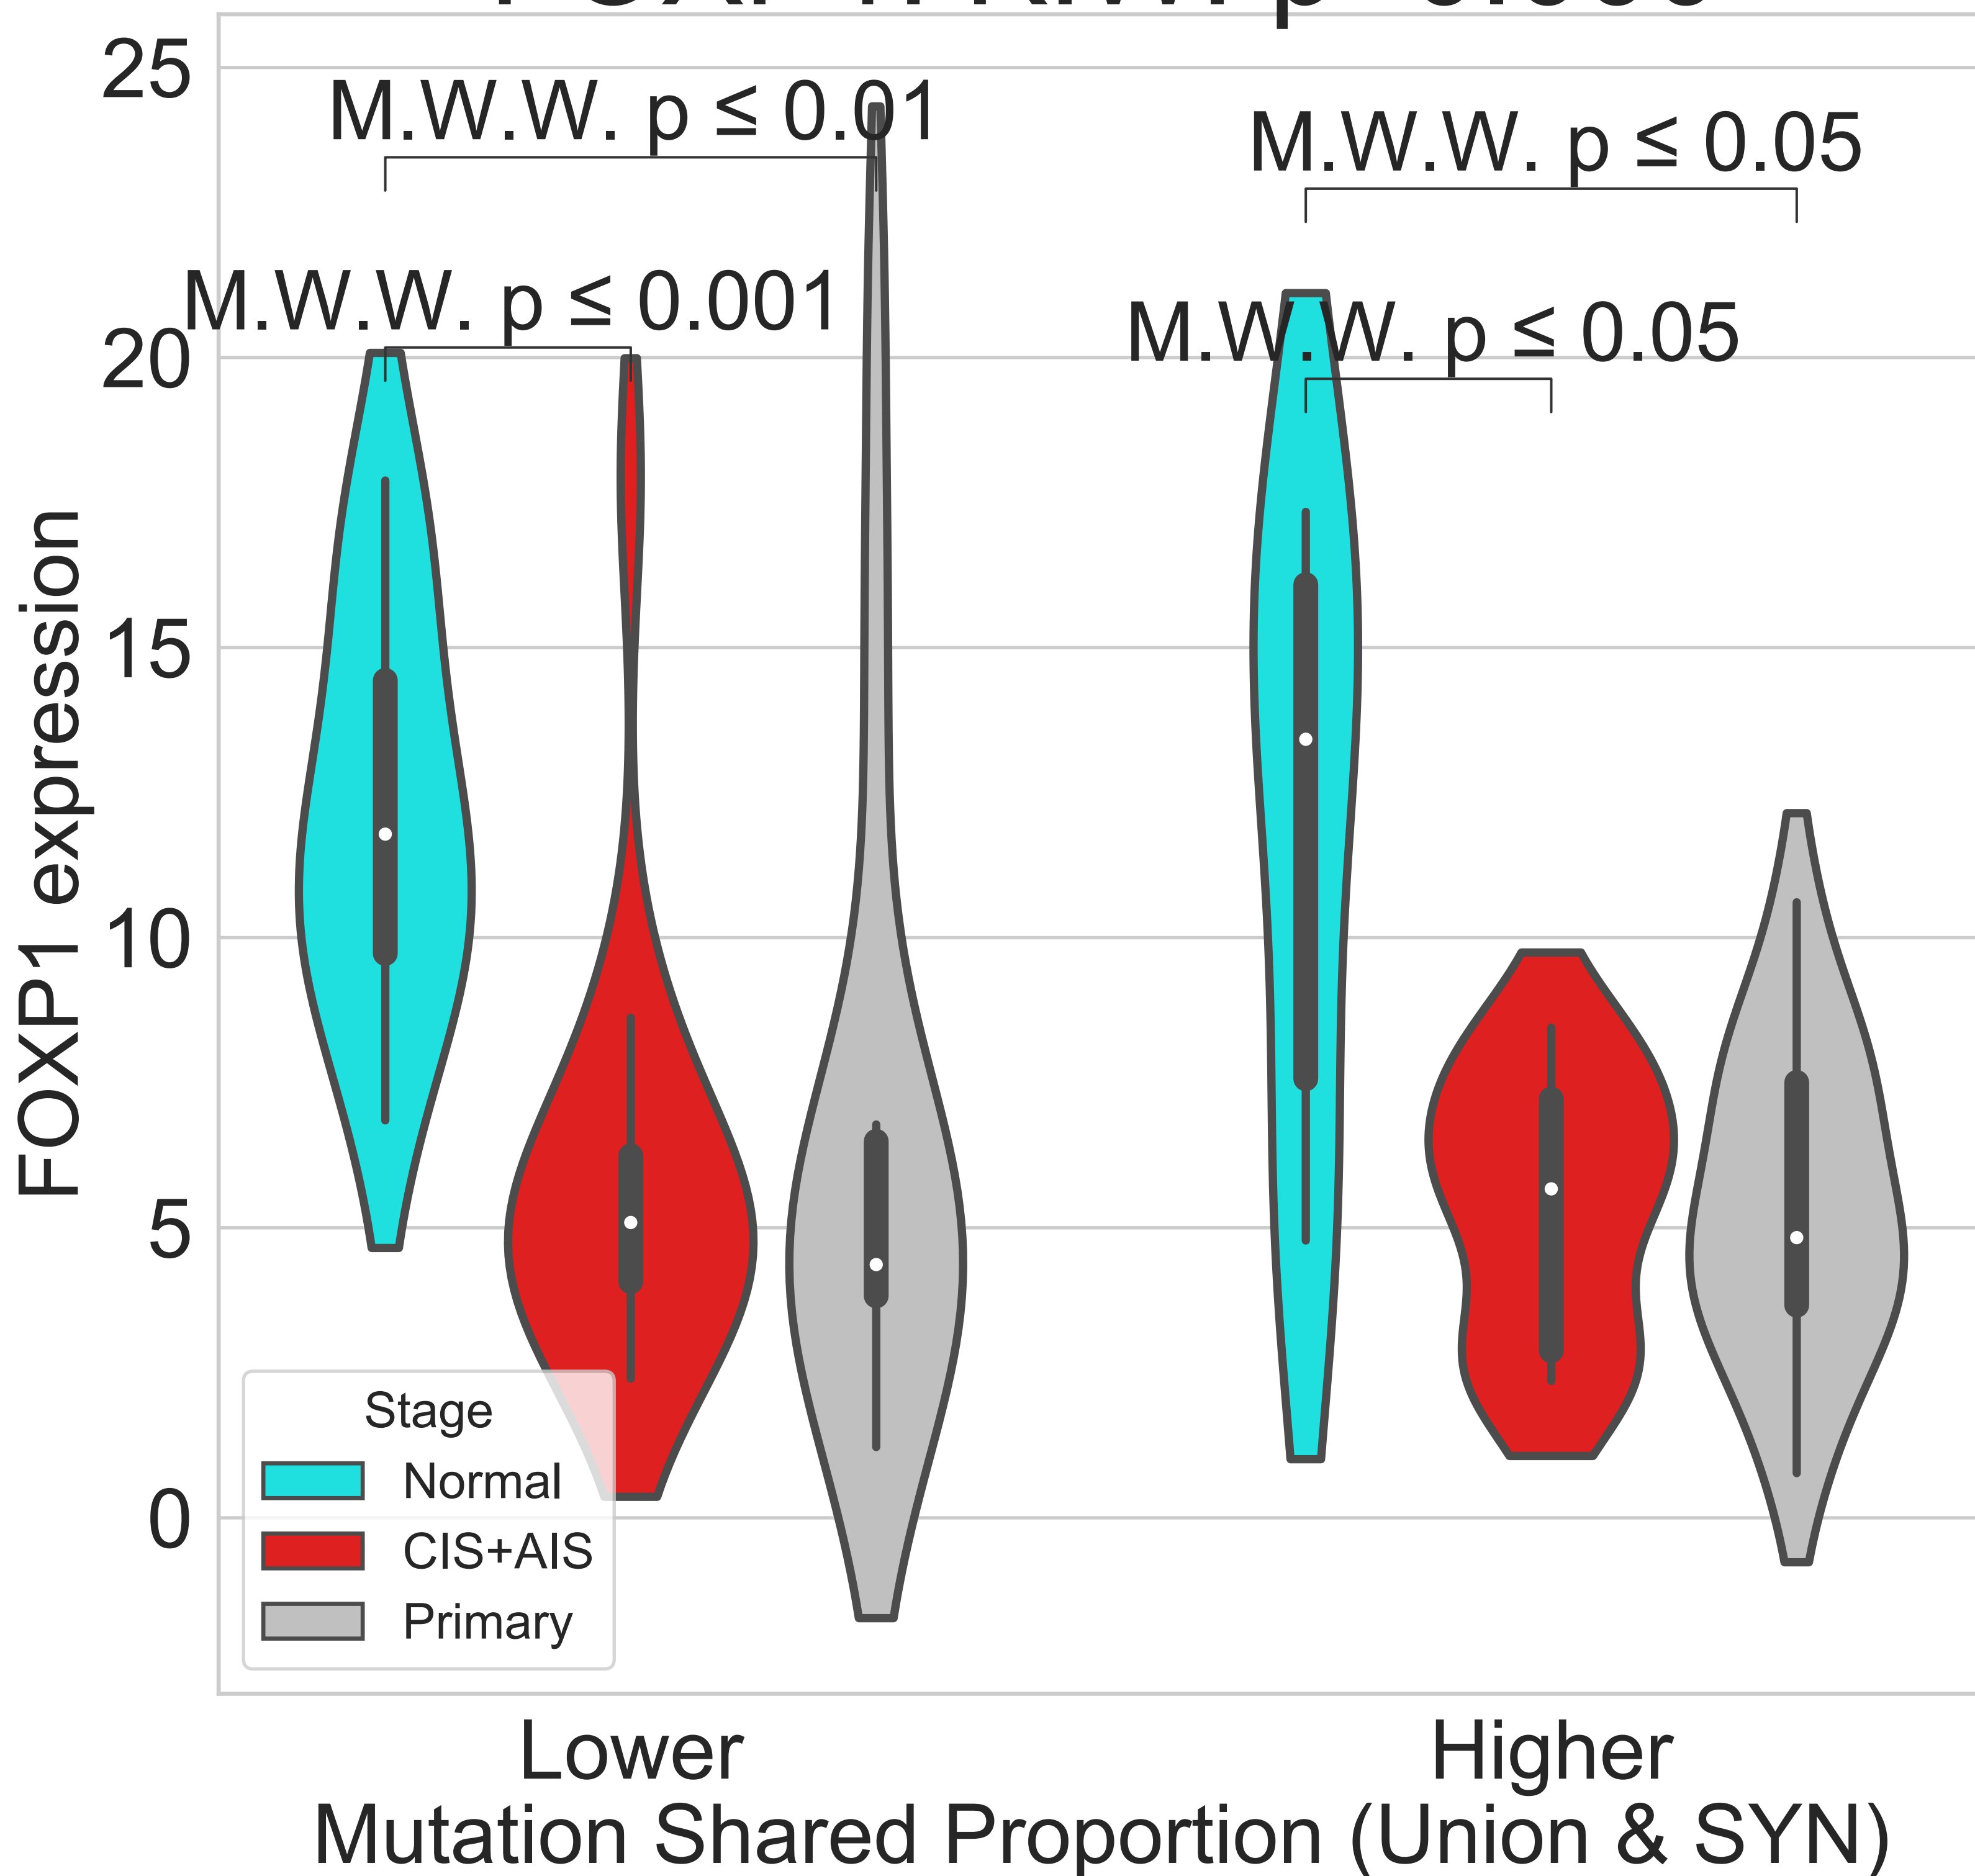 25
M.W.W. p ≤ 0.01
M.W.W. p ≤ 0.05
M.W.W. p ≤ 0.001
M.W.W. p ≤ 0.05
20
15
10
5
0
FOXP1 expression
Stage
Normal
CIS+AIS
Primary
Lower
Higher
Mutation Shared Proportion (Union & SYN)